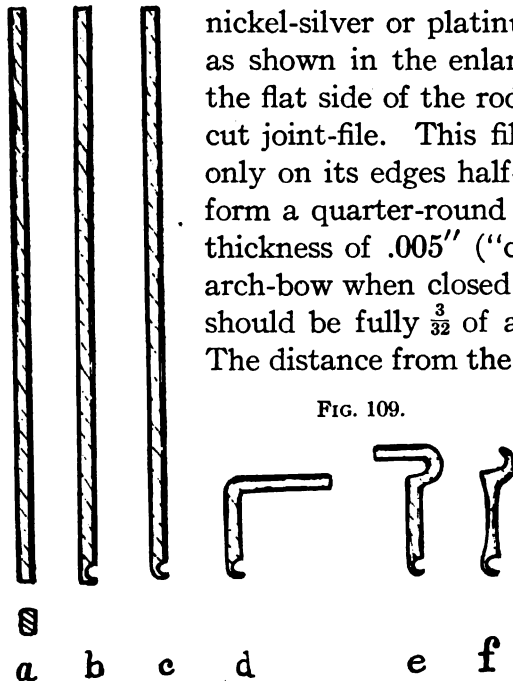 nickel-silver or platinu
as shown in the enlar
the flat side of the rod
cut joint-file. This fil
only on its edges half-
form a quarter-round
thickness of .005″ (“o
arch-bow when closed
should be fully 3/32 of a
The distance from the
FIG. 109.
a b c d e f